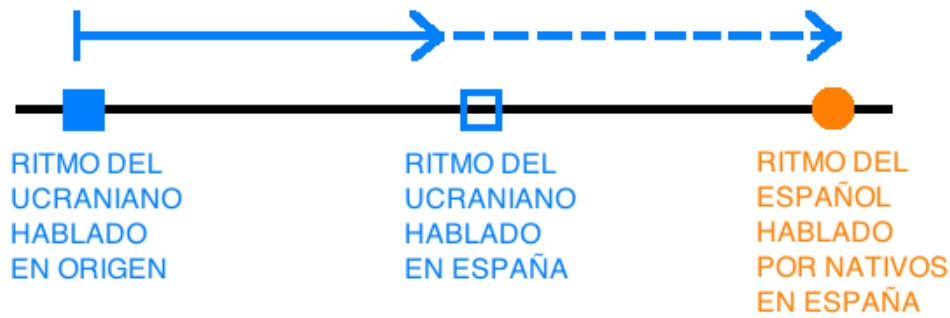 RITMO DEL
UCRANIANO
HABLADO
EN ORIGEN
RITMO DEL
UCRANIANO
HABLADO
EN ESPAÑA
RITMO DEL
ESPAÑOL
HABLADO
POR NATIVOS
EN ESPAÑA